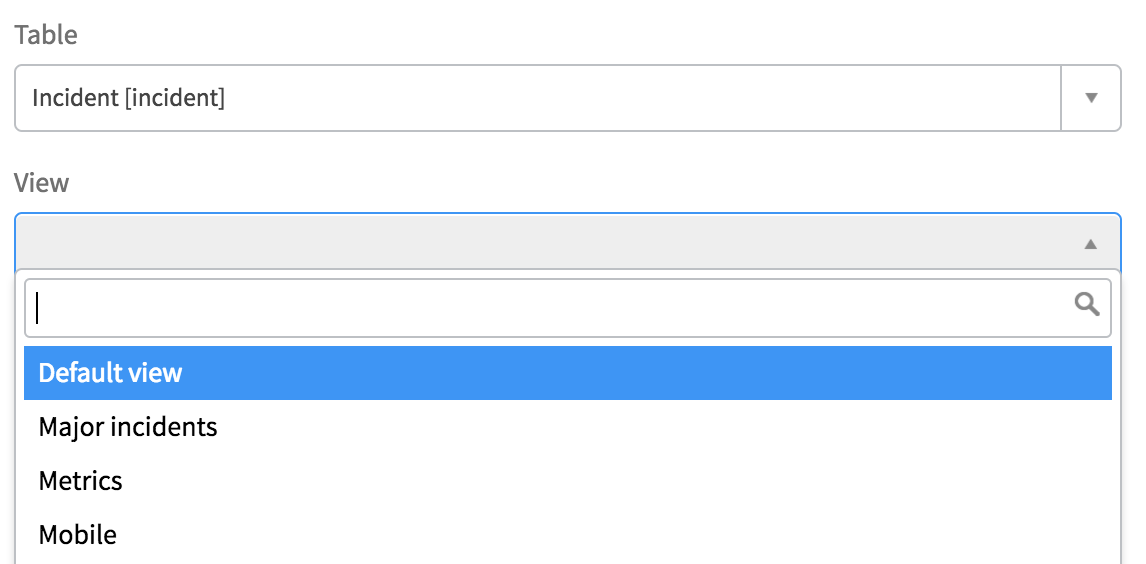 Table
Incident [incident]
View
Default view
Major incidents
Metrics
Mobile